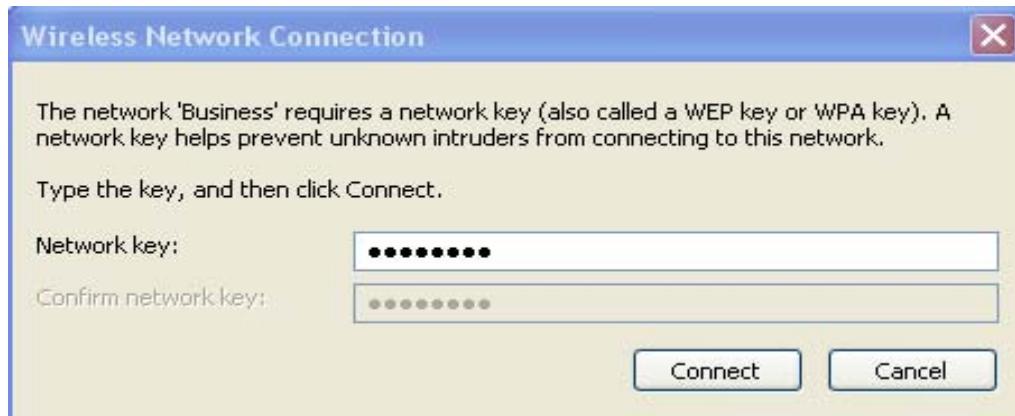 Wireless Network Connection
The network 'Business' requires a network key (also called a WEP key or WPA key). A
network key helps prevent unknown intruders from connecting to this network.
Type the key, and then click Connect.
Network key: ●●●●●●●●
Confirm network key: ●●●●●●●●
Connect Cancel